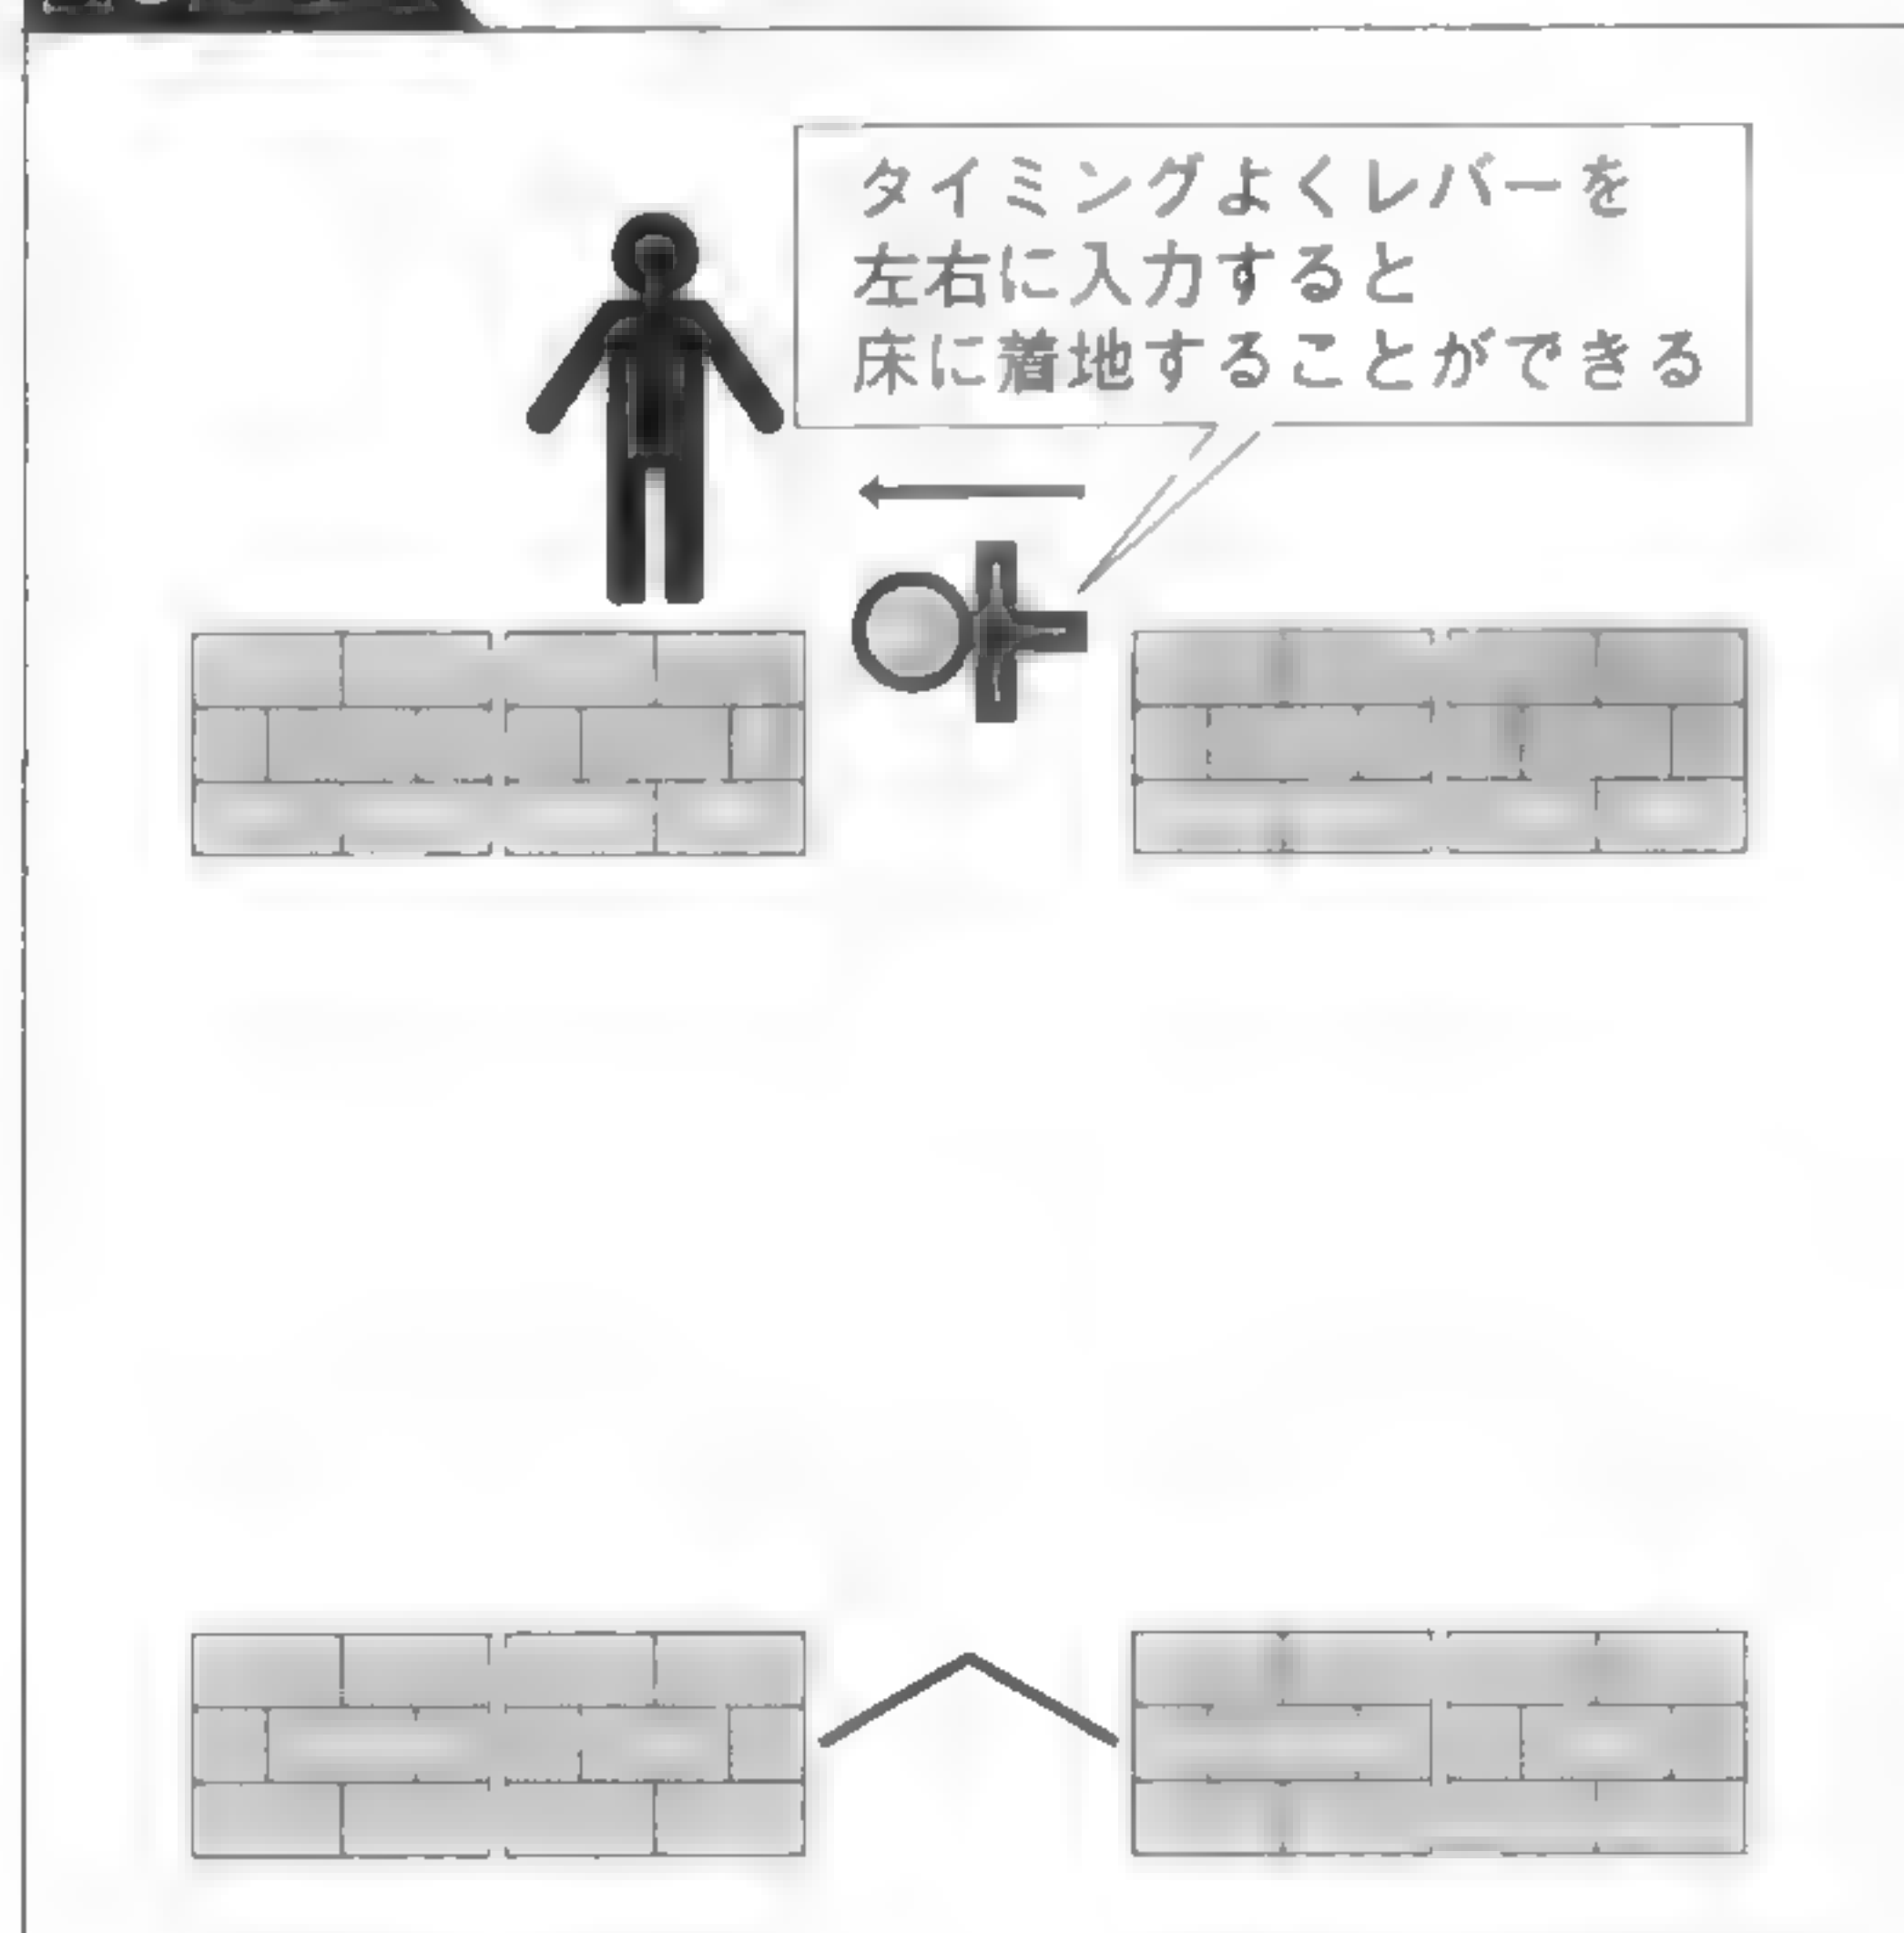 タイミングよくレバーを
左右に入力すると
床に着地することができる